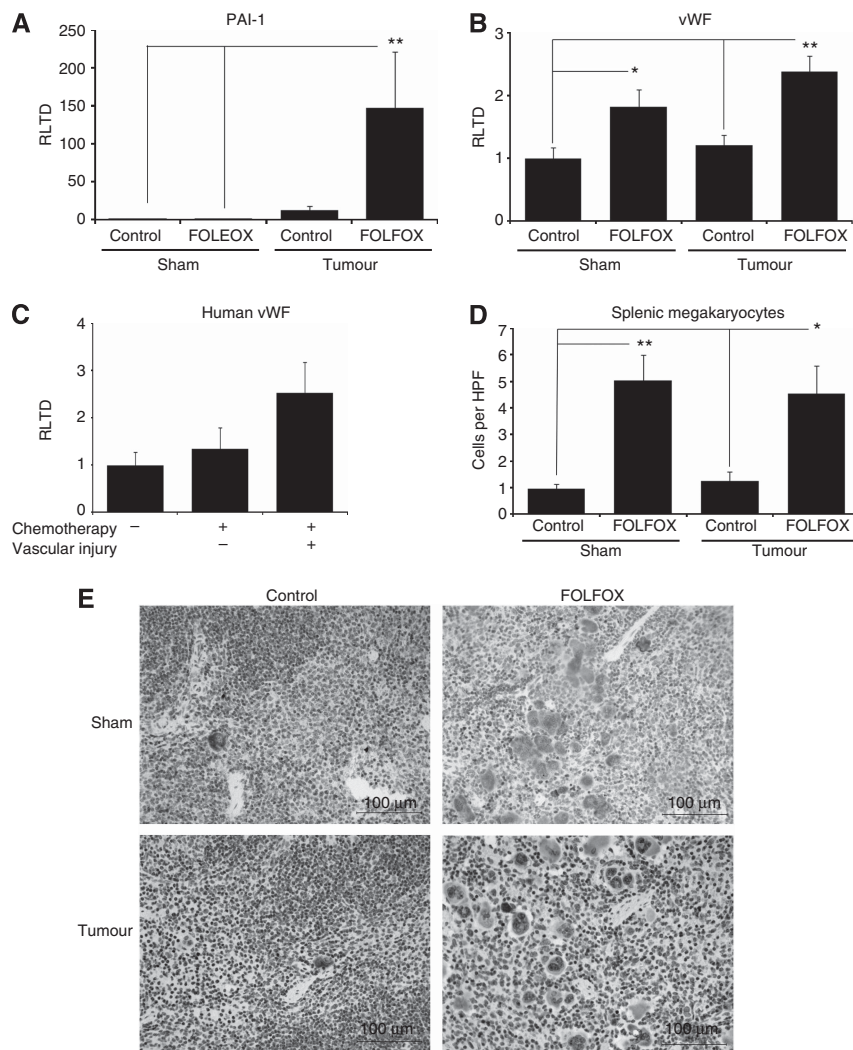 A
PAI-1
250
200
150
100
50
0
RLTD
**
Control FOLEOX Control FOLFOX
Sham Tumour
B
vWF
3
2
1
0
RLTD
*
**
Control FOLFOX Control FOLFOX
Sham Tumour
C
Human vWF
4
3
2
1
0
RLTD
Chemotherapy – + +
Vascular injury – +
D
Splenic megakaryocytes
7
6
5
4
3
2
1
0
Cells per HPF
**
*
Control FOLFOX Control FOLFOX
Sham Tumour
E
Control FOLFOX
Sham
100 µm 100 µm
Tumour
100 µm 100 µm